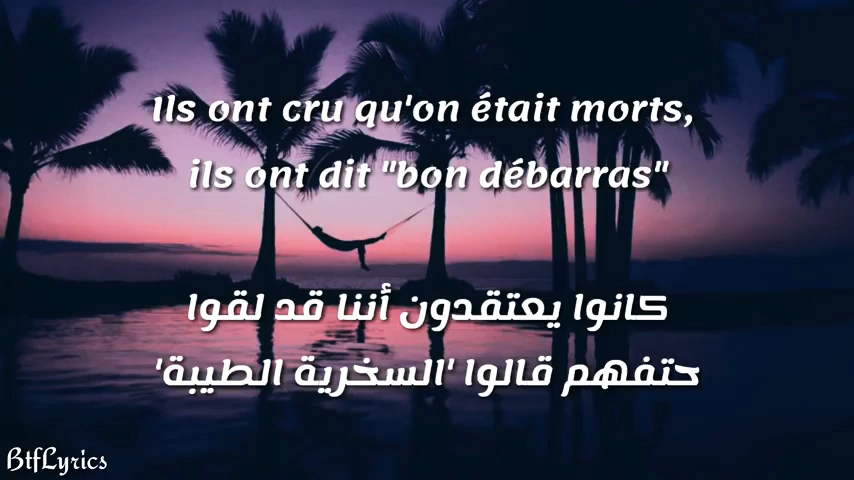 Ils ont cru qu'on était morts,
ils ont dit "bon débarras"
كانوا يعتقدون أننا قد لقوا
حتفهم قالوا 'السخرية الطيبة'
BtfLyrics